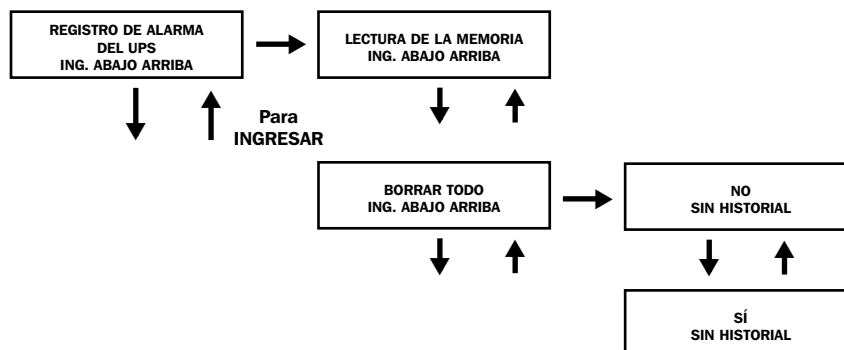 REGISTRO DE ALARMA
DEL UPS
ING. ABAJO ARRIBA
LECTURA DE LA MEMORIA
ING. ABAJO ARRIBA
Para
INGRESAR
BORRAR TODO
ING. ABAJO ARRIBA
NO
SIN HISTORIAL
SÍ
SIN HISTORIAL